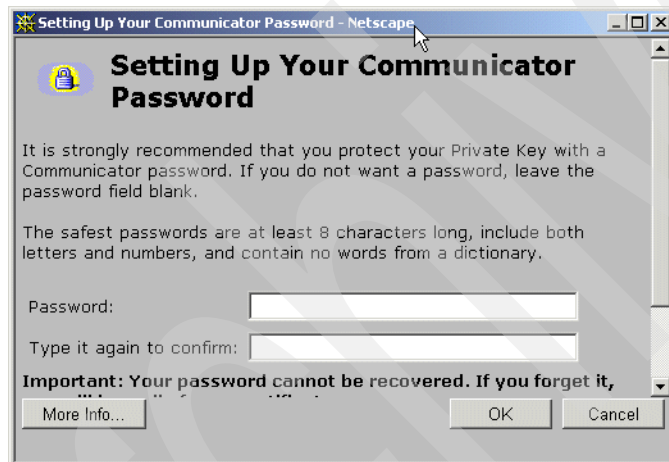 Setting Up Your Communicator Password - Netscape
Setting Up Your Communicator
Password
It is strongly recommended that you protect your Private Key with a
Communicator password. If you do not want a password, leave the
password field blank.
The safest passwords are at least 8 characters long, include both
letters and numbers, and contain no words from a dictionary.
Password:
Type it again to confirm:
Important: Your password cannot be recovered. If you forget it,
More Info...
OK
Cancel